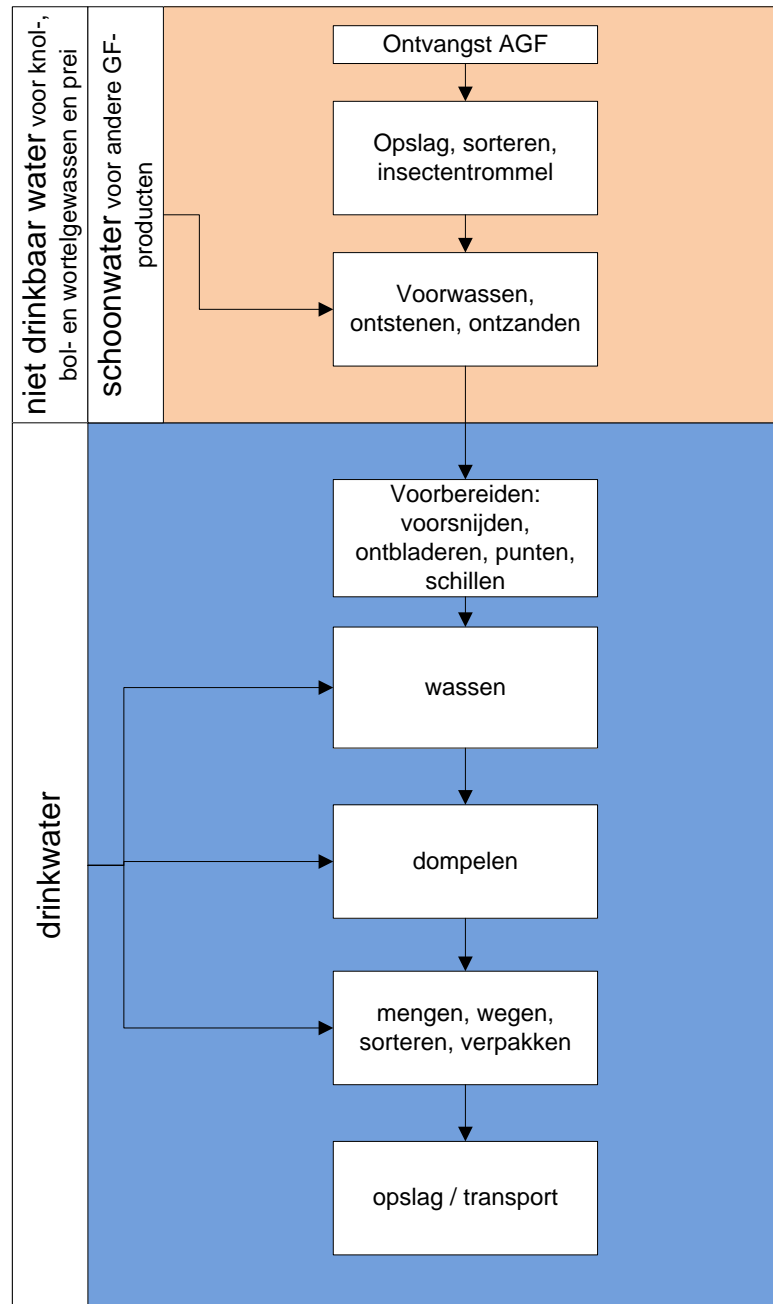 niet drinkbaar water voor knol-,
bol- en wortelgewassen en prei
schoonwater voor andere GF-
producten
Ontvangst AGF
Opslag, sorteren,
insectentrommel
Voorwassen,
ontstenen, ontzanden
drinkwater
Voorbereiden:
voorsnijden,
ontbladeren, punten,
schillen
wassen
dompelen
mengen, wegen,
sorteren, verpakken
opslag / transport